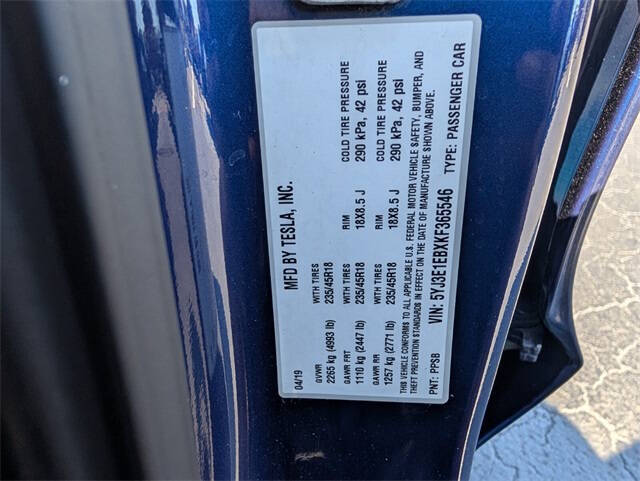 MFD BY TESLA, INC.
04/19
GVWR WITH TIRES RIM COLD TIRE PRESSURE
2265 kg (4993 lb) 235/45R18 18X8.5 J 290 kPa, 42 psi
GAWR FRT WITH TIRES RIM COLD TIRE PRESSURE
1110 kg (2447 lb) 235/45R18 18X8.5 J 290 kPa, 42 psi
GAWR RR
1257 kg (2771 lb) 235/45R18
THIS VEHICLE CONFORMS TO ALL APPLICABLE U.S. FEDERAL MOTOR VEHICLE SAFETY, BUMPER, AND
THEFT PREVENTION STANDARDS IN EFFECT ON THE DATE OF MANUFACTURE SHOWN ABOVE.
VIN: 5YJ3E1EBXKF365546 TYPE: PASSENGER CAR
PNT: PPSB